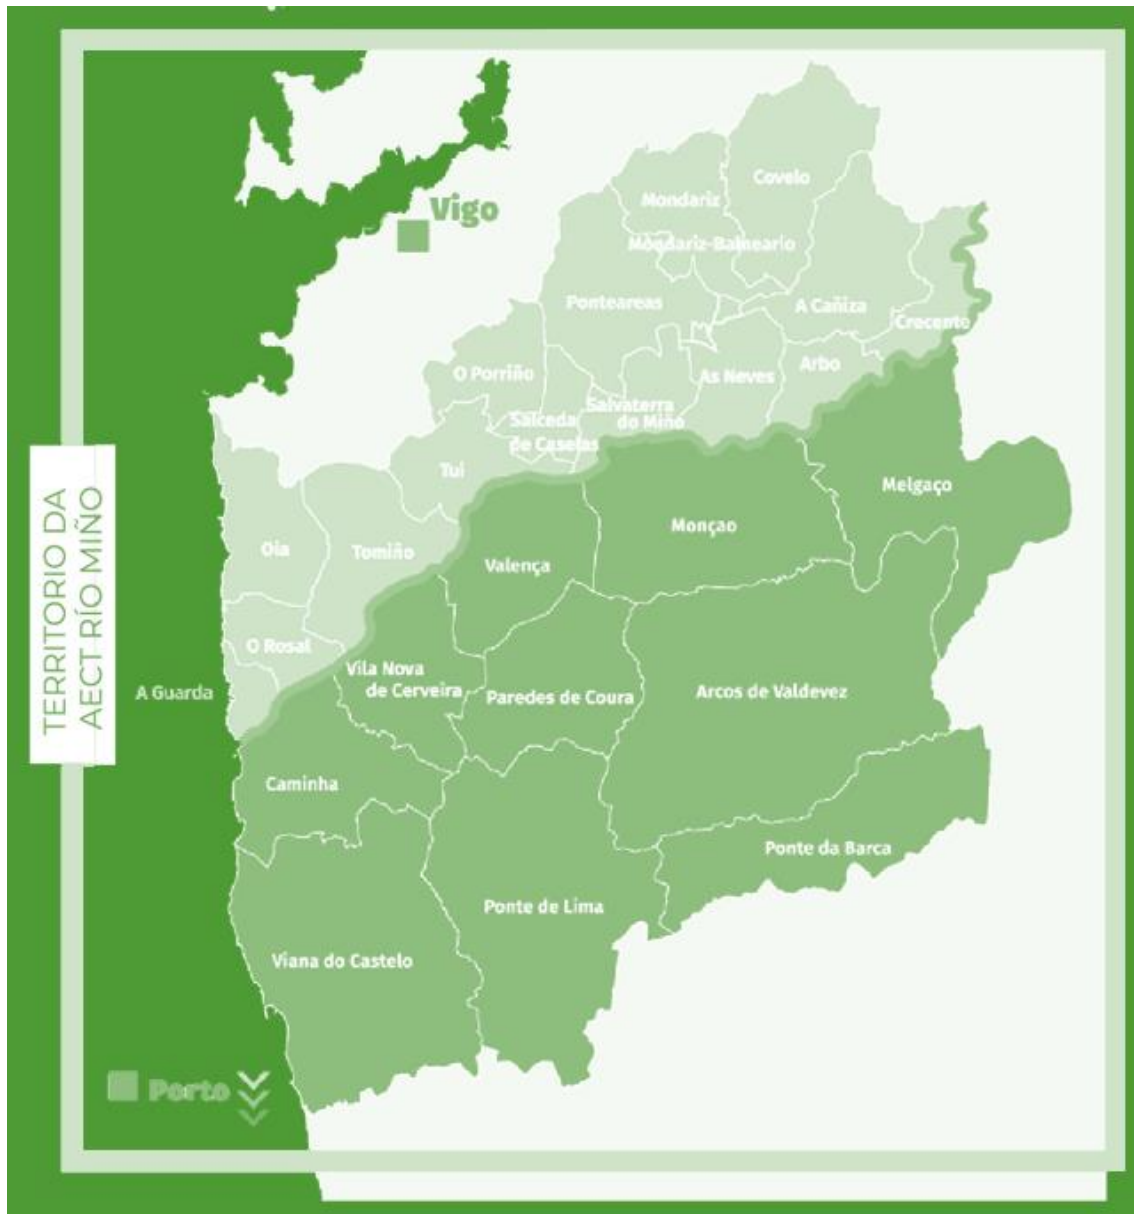 Vigo
Covelo
Mondariz
Mondariz-Balneario
Ponteareas
A Cañiza
Crecente
O Porriño
As Neves
Arbo
Salvaterra
do Miño
Salceda
de Caselas
Tui
Melgaço
Monçao
Oia
Tomiño
Valença
O Rosal
Vila Nova
de Cerveira
A Guarda
Paredes de Coura
Arcos de Valdevez
TERRITORIO DA
AECT RÍO MIÑO
Caminha
Ponte da Barca
Ponte de Lima
Viana do Castelo
Porto